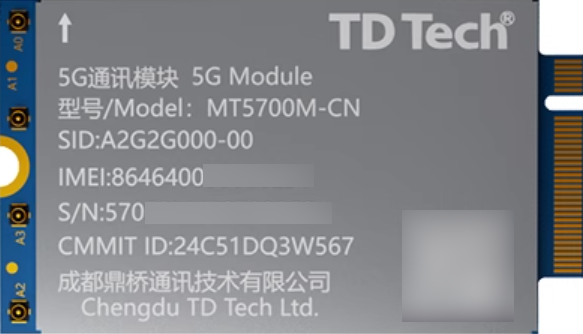 TD Tech®
5G通讯模块 5G Module
型号/Model: MT5700M-CN
SID:A2G2G000-00
IMEI:8646400
S/N:570
CMMIT ID:24C51DQ3W567
成都鼎桥通讯技术有限公司
Chengdu TD Tech Ltd.
A0
A1
A3
A2